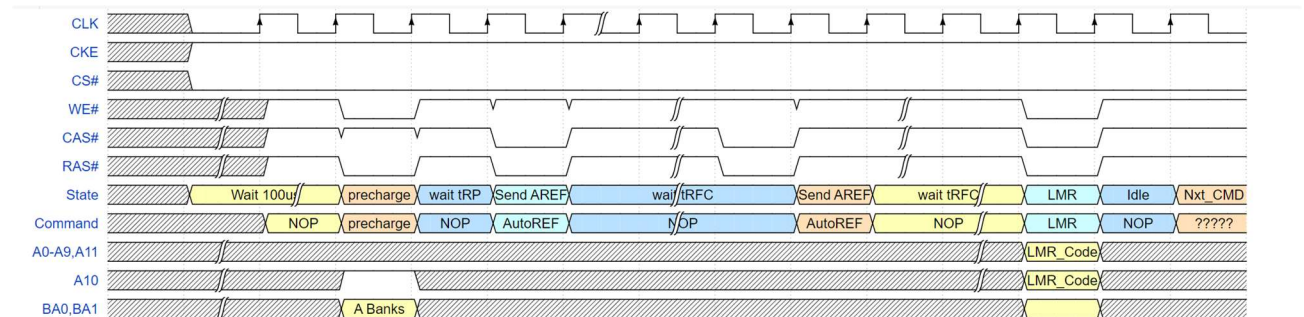 CLK
CKE
CS#
WE#
CAS#
RAS#
State Wait 100us precharge wait tRP Send AREF wait tRFC Send AREF wait tRFC LMR Idle Nxt_CMD
Command NOP precharge NOP AutoREF NOP AutoREF NOP LMR NOP ?????
A0-A9,A11 LMR_Code
A10 LMR_Code
BA0,BA1 A Banks